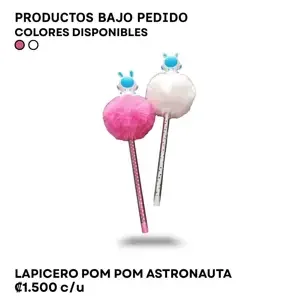 PRODUCTOS BAJO PEDIDO
COLORES DISPONIBLES
LAPICERO POM POM ASTRONAUTA
₡1.500 c/u